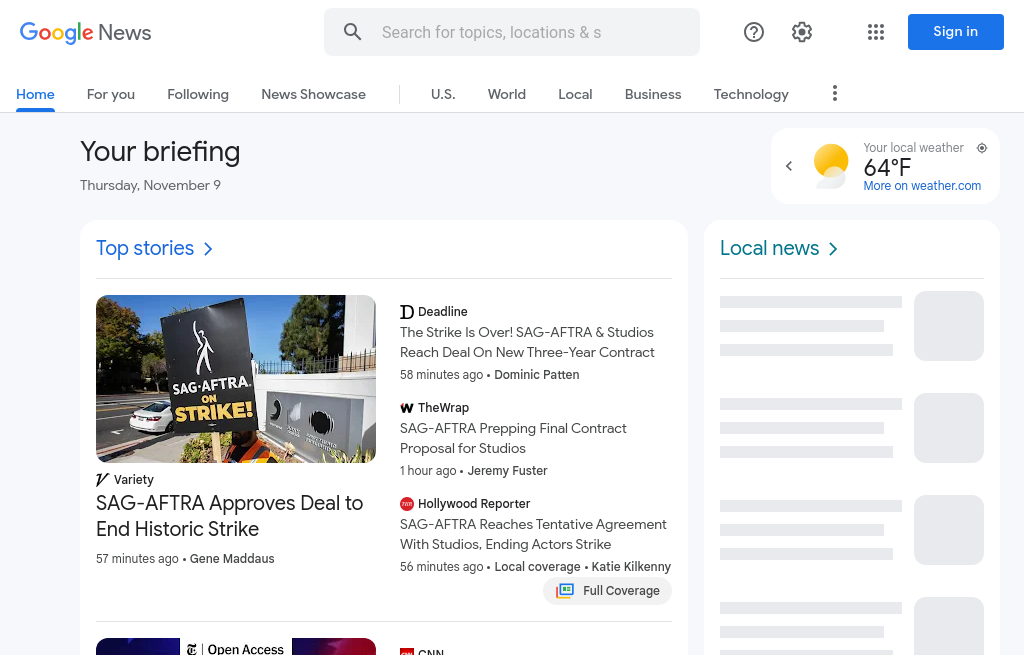 Google News
Search for topics, locations & s
Sign in
Home
For you
Following
News Showcase
U.S.
World
Local
Business
Technology
Your briefing
Thursday, November 9
Your local weather
64°F
More on weather.com
Top stories
Local news
SAG·AFTRA
ON
STRIKE!
Variety
SAG-AFTRA Approves Deal to
End Historic Strike
57 minutes ago • Gene Maddaus
Deadline
The Strike Is Over! SAG-AFTRA & Studios
Reach Deal On New Three-Year Contract
58 minutes ago • Dominic Patten
TheWrap
SAG-AFTRA Prepping Final Contract
Proposal for Studios
1 hour ago • Jeremy Fuster
Hollywood Reporter
SAG-AFTRA Reaches Tentative Agreement
With Studios, Ending Actors Strike
56 minutes ago • Local coverage • Katie Kilkenny
Full Coverage
Open Access
CNN